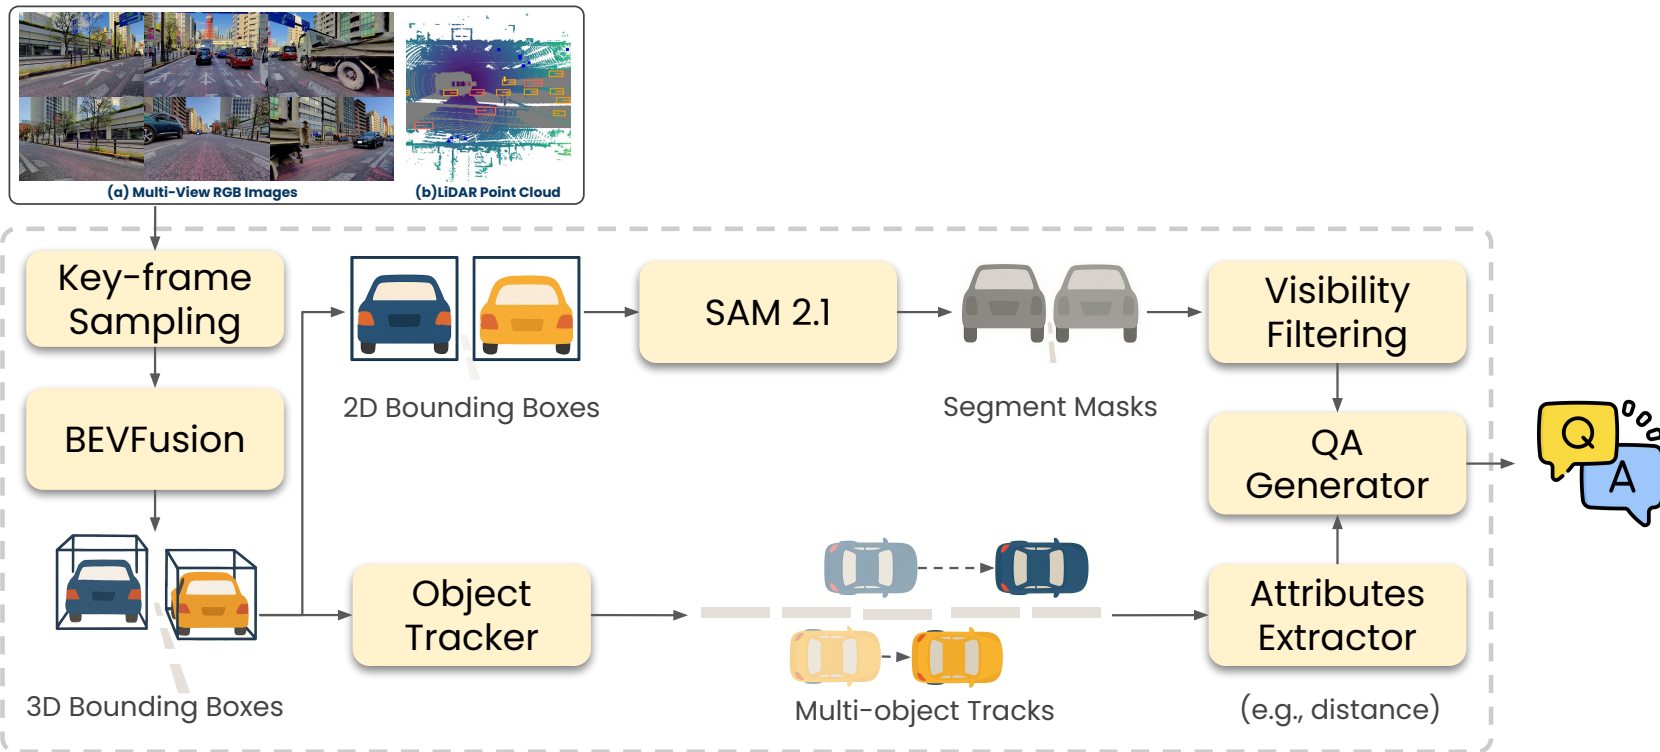 (a) Multi-View RGB Images
(b)LiDAR Point Cloud
Key-frame
Sampling
BEVFusion
3D Bounding Boxes
2D Bounding Boxes
SAM 2.1
Segment Masks
Visibility
Filtering
Object
Tracker
Multi-object Tracks
Attributes
Extractor
(e.g., distance)
QA
Generator
Q
A